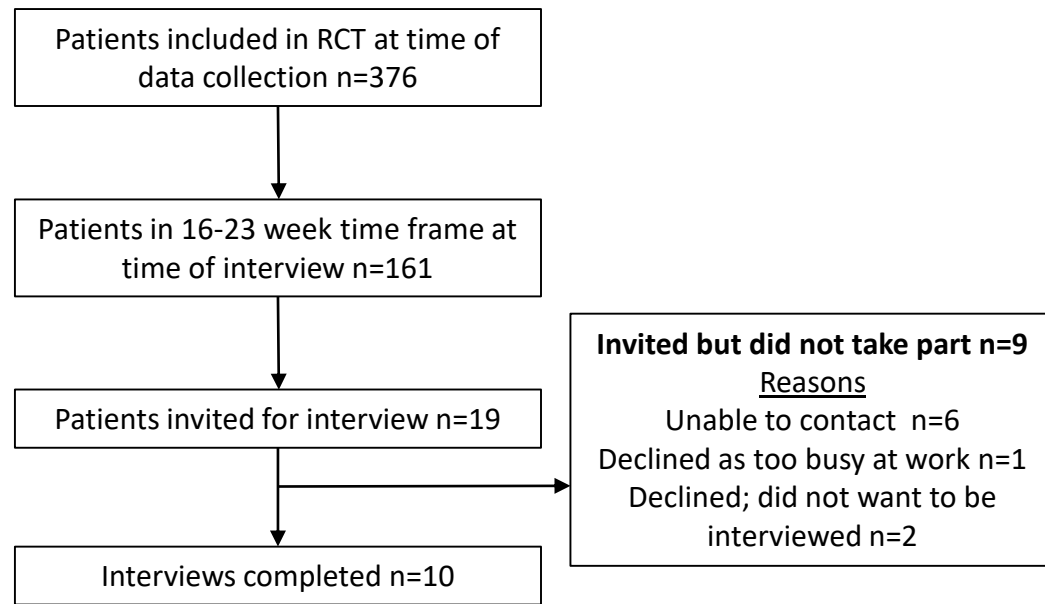 Patients included in RCT at time of
data collection n=376
Patients in 16-23 week time frame at
time of interview n=161
Patients invited for interview n=19
Invited but did not take part n=9
Reasons
Unable to contact  n=6
Declined as too busy at work n=1
Declined; did not want to be
interviewed n=2
Interviews completed n=10